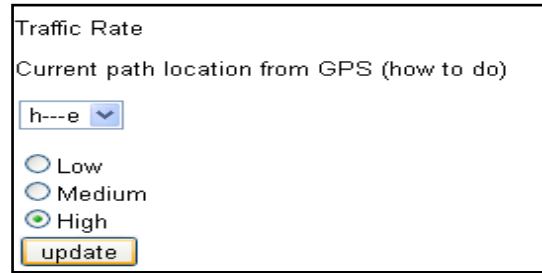 Traffic Rate
Current path location from GPS (how to do)
h---e
Low
Medium
High
update